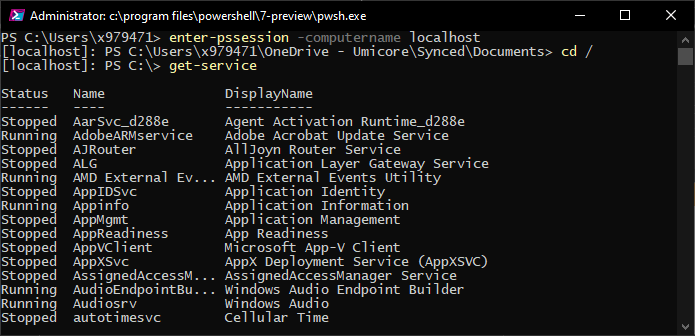 Administrator: c:\program files\powershell\7-preview\pwsh.exe
PS C:\Users\x979471> enter-pssession -computername localhost
[localhost]: PS C:\Users\x979471\OneDrive - Umicore\Synced\Documents> cd /
[localhost]: PS C:\> get-service
Status   Name               DisplayName
------   ----               -----------
Stopped  AarSvc_d288e       Agent Activation Runtime_d288e
Running  AdobeARMservice    Adobe Acrobat Update Service
Stopped  AJRouter           AllJoyn Router Service
Stopped  ALG                Application Layer Gateway Service
Running  AMD External Ev... AMD External Events Utility
Stopped  AppIDSvc           Application Identity
Running  Appinfo            Application Information
Stopped  AppMgmt            Application Management
Stopped  AppReadiness       App Readiness
Stopped  AppVClient         Microsoft App-V Client
Stopped  AppXSvc            AppX Deployment Service (AppXSVC)
Stopped  AssignedAccessM... AssignedAccessManager Service
Running  AudioEndpointBu... Windows Audio Endpoint Builder
Running  Audiosrv           Windows Audio
Stopped  autotimesvc        Cellular Time